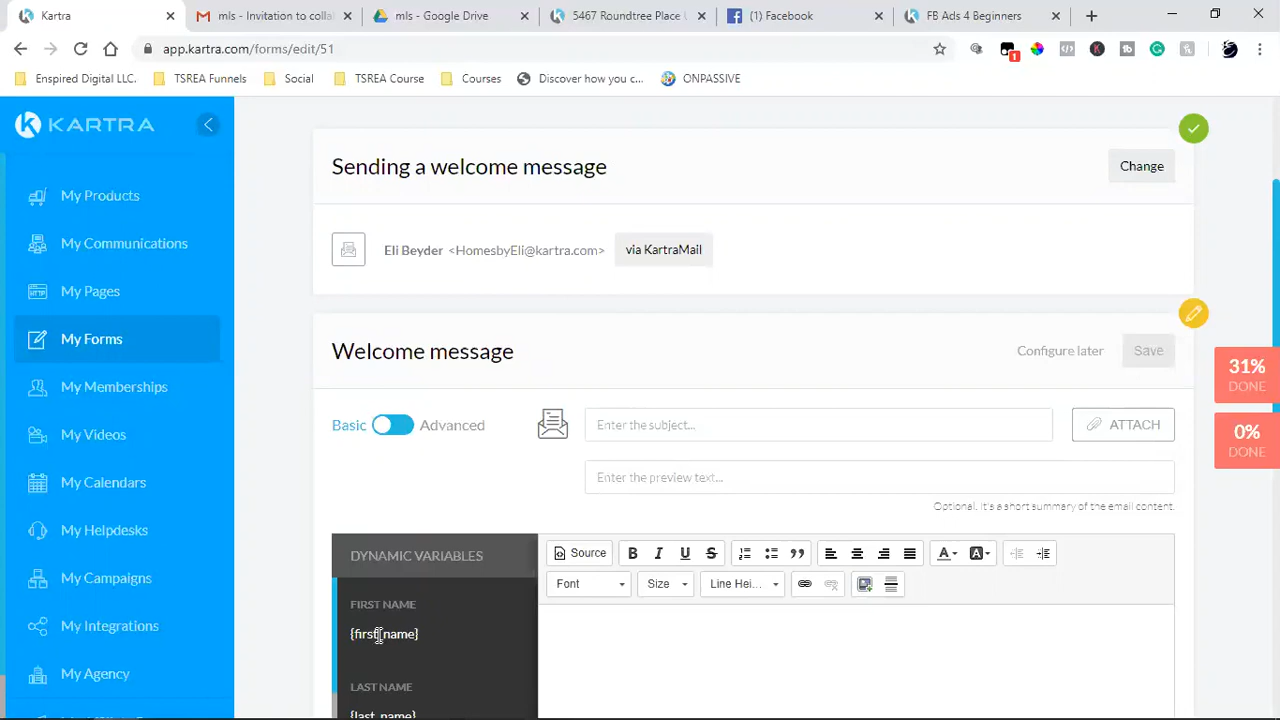 Kartra
mls - Invitation to colla
mls - Google Drive
5467 Roundtree Place U
(1) Facebook
FB Ads 4 Beginners
app.kartra.com/forms/edit/51
1
Enspired Digital LLC.
TSREA Funnels
Social
TSREA Course
Courses
Discover how you c...
ONPASSIVE
KARTRA
My Products
My Communications
My Pages
My Forms
My Memberships
My Videos
My Calendars
My Helpdesks
My Campaigns
My Integrations
My Agency
Sending a welcome message
Change
Eli Beyder <HomesbyEli@kartra.com>
via KartraMail
Welcome message
Configure later
Save
31%
DONE
0%
DONE
Basic
Advanced
Enter the subject...
ATTACH
Enter the preview text...
Optional. It's a short summary of the email content.
DYNAMIC VARIABLES
Source
B I U S
A A
Font
Size
Line Hei...
FIRST NAME
{first_name}
LAST NAME
{last_name}